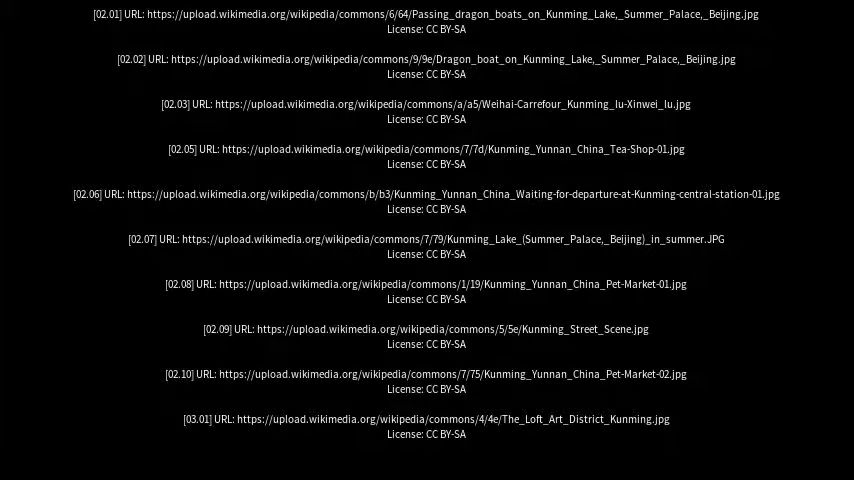 [02.01] URL: https://upload.wikimedia.org/wikipedia/commons/6/64/Passing_dragon_boats_on_Kunming_Lake,_Summer_Palace,_Beijing.jpg
License: CC BY-SA
[02.02] URL: https://upload.wikimedia.org/wikipedia/commons/9/9e/Dragon_boat_on_Kunming_Lake,_Summer_Palace,_Beijing.jpg
License: CC BY-SA
[02.03] URL: https://upload.wikimedia.org/wikipedia/commons/a/a5/Weihai-Carrefour_Kunming_lu-Xinwei_lu.jpg
License: CC BY-SA
[02.05] URL: https://upload.wikimedia.org/wikipedia/commons/7/7d/Kunming_Yunnan_China_Tea-Shop-01.jpg
License: CC BY-SA
[02.06] URL: https://upload.wikimedia.org/wikipedia/commons/b/b3/Kunming_Yunnan_China_Waiting-for-departure-at-Kunming-central-station-01.jpg
License: CC BY-SA
[02.07] URL: https://upload.wikimedia.org/wikipedia/commons/7/79/Kunming_Lake_(Summer_Palace,_Beijing)_in_summer.JPG
License: CC BY-SA
[02.08] URL: https://upload.wikimedia.org/wikipedia/commons/1/19/Kunming_Yunnan_China_Pet-Market-01.jpg
License: CC BY-SA
[02.09] URL: https://upload.wikimedia.org/wikipedia/commons/5/5e/Kunming_Street_Scene.jpg
License: CC BY-SA
[02.10] URL: https://upload.wikimedia.org/wikipedia/commons/7/75/Kunming_Yunnan_China_Pet-Market-02.jpg
License: CC BY-SA
[03.01] URL: https://upload.wikimedia.org/wikipedia/commons/4/4e/The_Loft_Art_District_Kunming.jpg
License: CC BY-SA